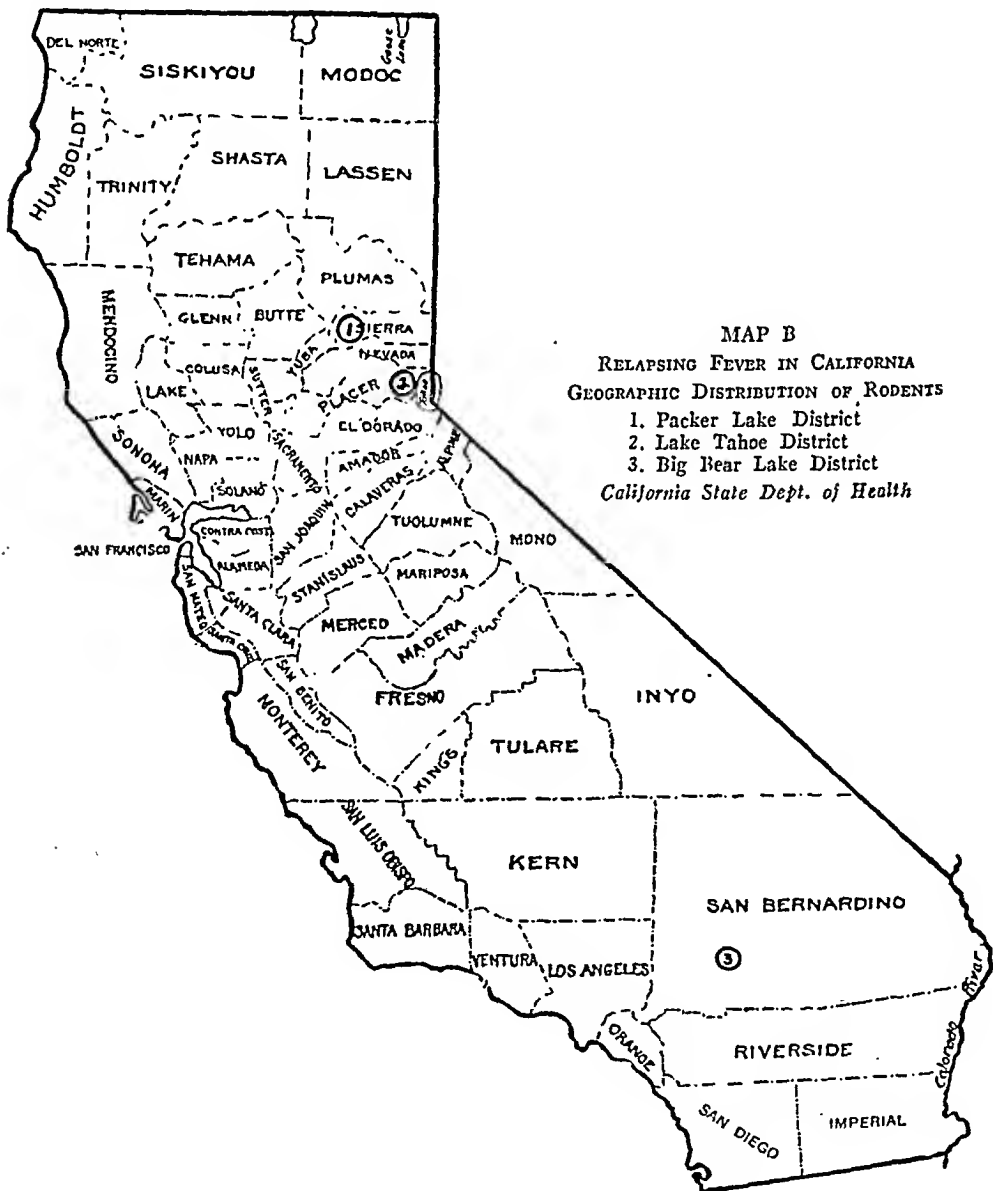 DEL NORTE
SISKIYOU
MODOC
Goose Lake
HUMBOLDT
TRINITY
SHASTA
LASSEN
TEHAMA
PLUMAS
MENDOCINO
GLENN
BUTTE
1
SIERRA
YUBA
NEVADA
LAKE
COLUSA
SUTTER
PLACER
2
EL DORADO
SONOMA
NAPA
YOLO
SACRAMENTO
AMADOR
ALPINE
MARIN
SOLANO
SAN JOAQUIN
CALAVERAS
TUOLUMNE
MONO
SAN FRANCISCO
CONTRA COSTA
ALAMEDA
STANISLAUS
MARIPOSA
SAN MATEO
SANTA CLARA
SANTA CRUZ
MERCED
MADERA
SAN BENITO
FRESNO
INYO
MONTEREY
KINGS
TULARE
SAN LUIS OBISPO
KERN
SAN BERNARDINO
SANTA BARBARA
VENTURA
LOS ANGELES
3
ORANGE
RIVERSIDE
Colorado River
SAN DIEGO
IMPERIAL
MAP B
RELAPSING FEVER IN CALIFORNIA
GEOGRAPHIC DISTRIBUTION OF RODENTS
1. Packer Lake District
2. Lake Tahoe District
3. Big Bear Lake District
California State Dept. of Health